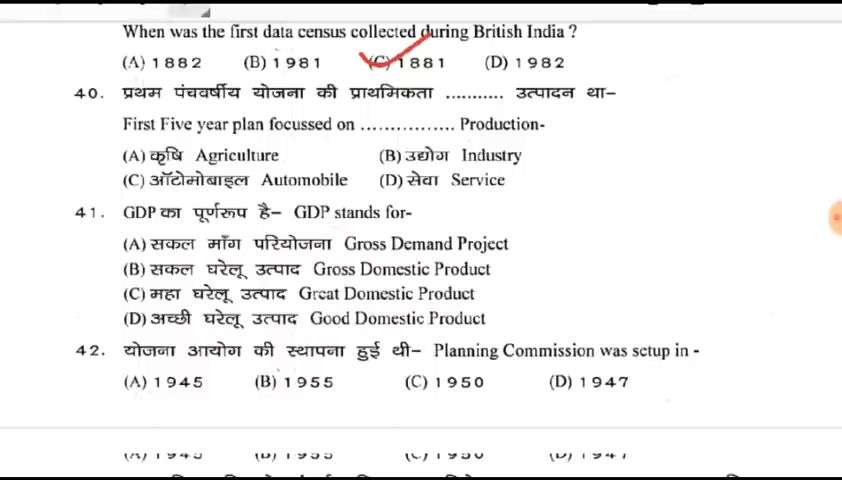 When was the first data census collected during British India ?
(A) 1882 (B) 1981 (C) 1881 (D) 1982
40. प्रथम पंचवर्षीय योजना की प्राथमिकता ........... उत्पादन था–
First Five year plan focussed on ................ Production-
(A) कृषि Agriculture (B) उद्योग Industry
(C) ऑटोमोबाइल Automobile (D) सेवा Service
41. GDP का पूर्णरूप है– GDP stands for-
(A) सकल माँग परियोजना Gross Demand Project
(B) सकल घरेलू उत्पाद Gross Domestic Product
(C) महा घरेलू उत्पाद Great Domestic Product
(D) अच्छी घरेलू उत्पाद Good Domestic Product
42. योजना आयोग की स्थापना हुई थी– Planning Commission was setup in -
(A) 1945 (B) 1955 (C) 1950 (D) 1947
(A) 1945 (B) 1955 (C) 1950 (D) 1947